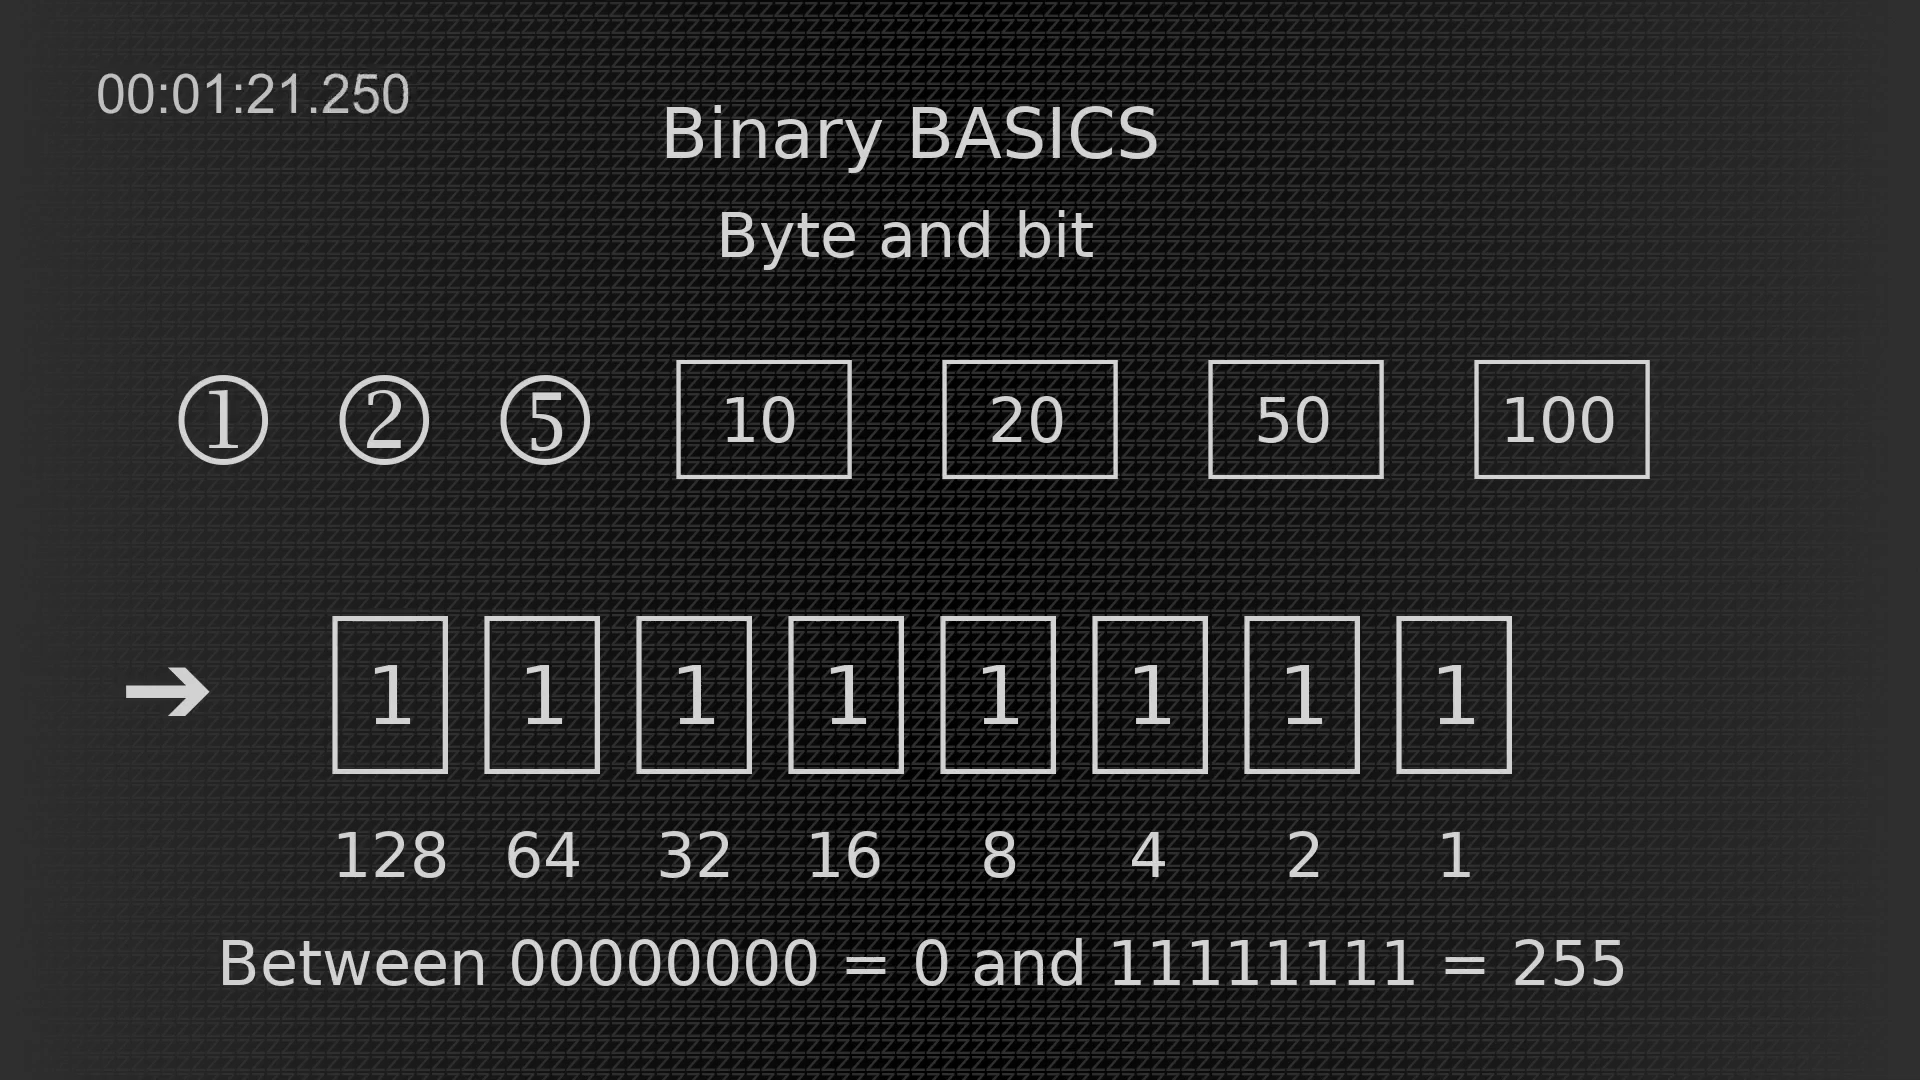 00:01:21.250
Binary BASICS
Byte and bit
① ② ⑤ 10 20 50 100
➔ 1 1 1 1 1 1 1 1
128 64 32 16 8 4 2 1
Between 00000000 = 0 and 11111111 = 255